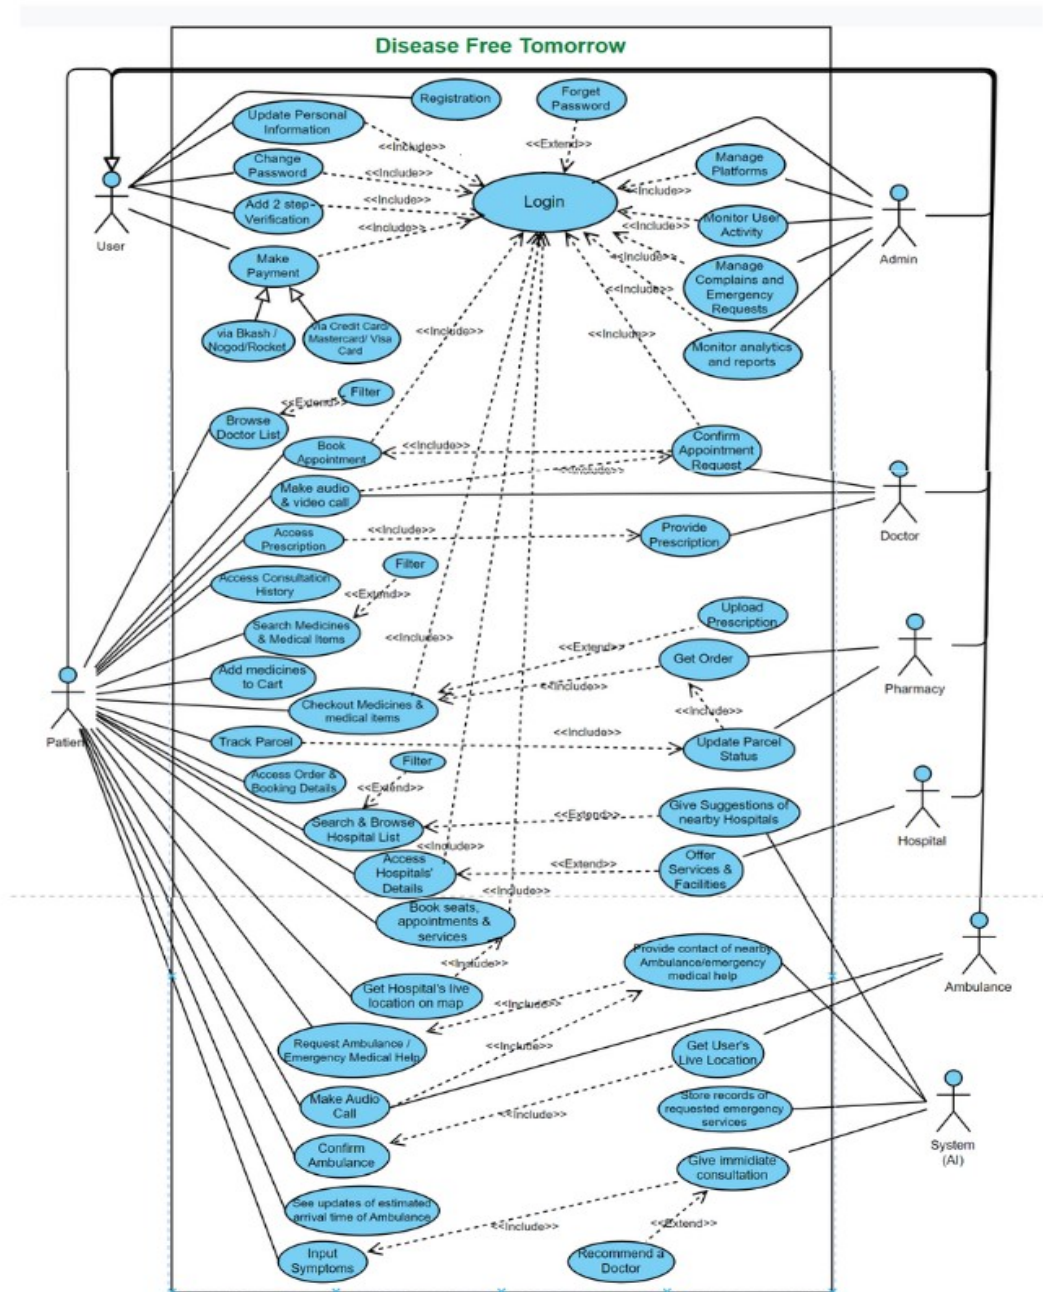 Disease Free Tomorrow
Registration
Forget
Password
Update Personal
Information
<<Include>>
<<Extend>>
Change
Password
<<Include>>
Manage
Platforms
<<Include>>
Login
Add 2 step-
Verification
<<Include>>
Monitor User
Activity
<<Include>>
User
Admin
Make
Payment
<<Include>>
<<Include>>
Manage
Complains and
Emergency
Requests
<<Include>>
via Bkash /
Nogod/Rocket
via Credit Card/
Mastercard/ Visa
Card
<<Include>>
<<Include>>
Monitor analytics
and reports
Filter
<<Extend>>
Browse
Doctor List
Book
Appointment
<<Include>>
Confirm
Appointment
Request
<<Include>>
Make audio
& video call
Doctor
Access
Prescription
<<Include>>
Provide
Prescription
Filter
<<Extend>>
Access Consultation
History
Search Medicines
& Medical Items
<<Include>>
Upload
Prescription
<<Extend>>
Get Order
Pharmacy
Add medicines
to Cart
<<Include>>
Checkout Medicines &
medical items
<<Include>>
Patient
Track Parcel
<<Include>>
Update Parcel
Status
Filter
<<Extend>>
Access Order &
Booking Details
Search & Browse
Hospital List
<<Extend>>
Give Suggestions of
nearby Hospitals
Hospital
<<Include>>
Access
Hospitals'
Details
<<Extend>>
Offer
Services &
Facilities
<<Include>>
Book seats,
appointments &
services
<<Include>>
Provide contact of nearby
Ambulance/emergency
medical help
Ambulance
Get Hospital's live
location on map
<<Include>>
Request Ambulance /
Emergency Medical Help
<<Include>>
Get User's
Live Location
Make Audio
Call
<<Include>>
Store records of
requested emergency
services
System
(AI)
Confirm
Ambulance
Give immidiate
consultation
See updates of estimated
arrival time of Ambulance
<<Include>>
<<Extend>>
Input
Symptoms
Recommend a
Doctor